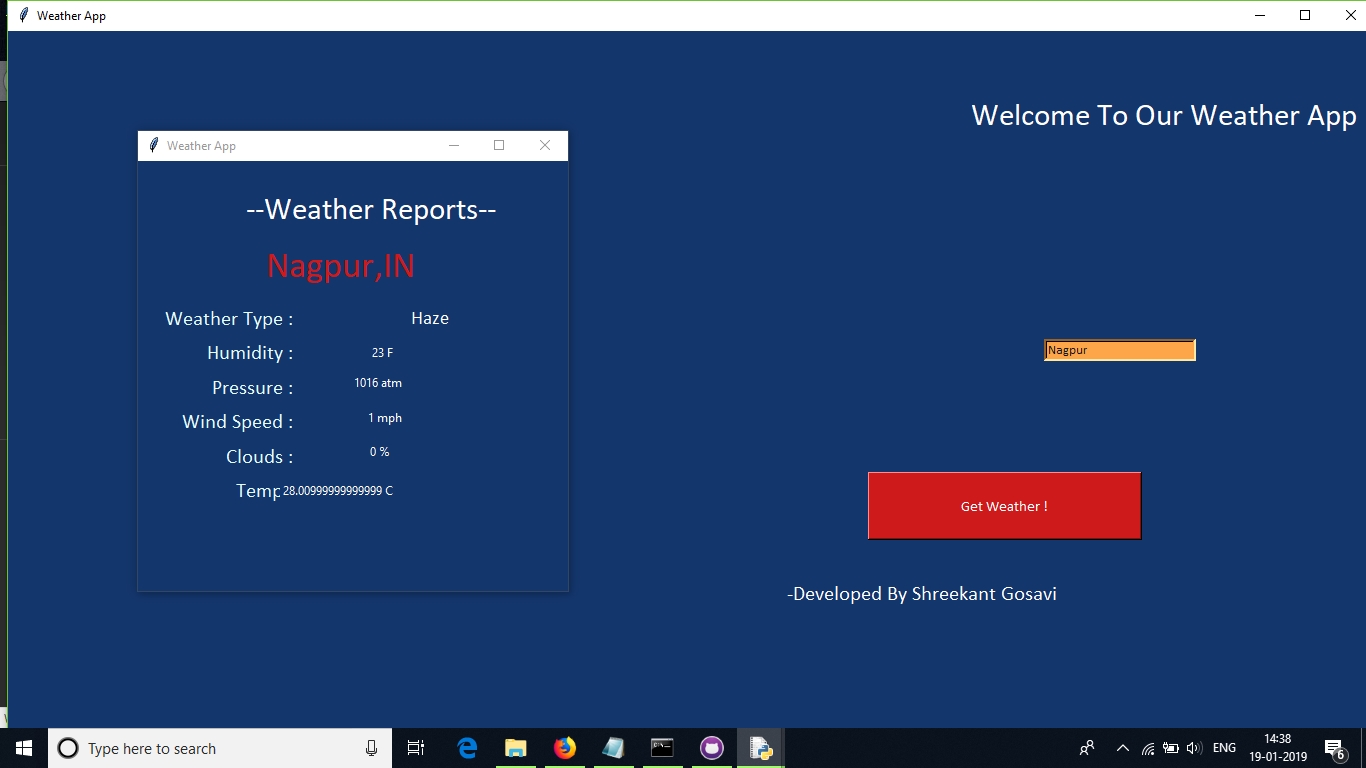 Weather App
Welcome To Our Weather App
Weather App
--Weather Reports--
Nagpur,IN
Weather Type : Haze
Humidity : 23 F
Pressure : 1016 atm
Wind Speed : 1 mph
Clouds : 0 %
Temp 28.00999999999999 C
Nagpur
Get Weather !
-Developed By Shreekant Gosavi
Type here to search
ENG
14:38
19-01-2019
6